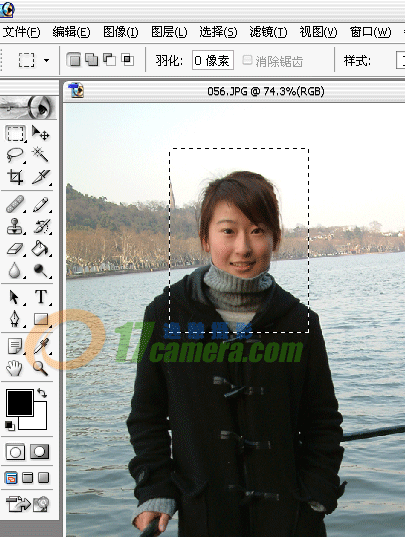 文件(F) 编辑(E) 图像(I) 图层(L) 选择(S) 滤镜(T) 视图(V) 窗口(W)
羽化: 0 像素 消除锯齿 样式:
056.JPG @ 74.3%(RGB)
T
17camera.com